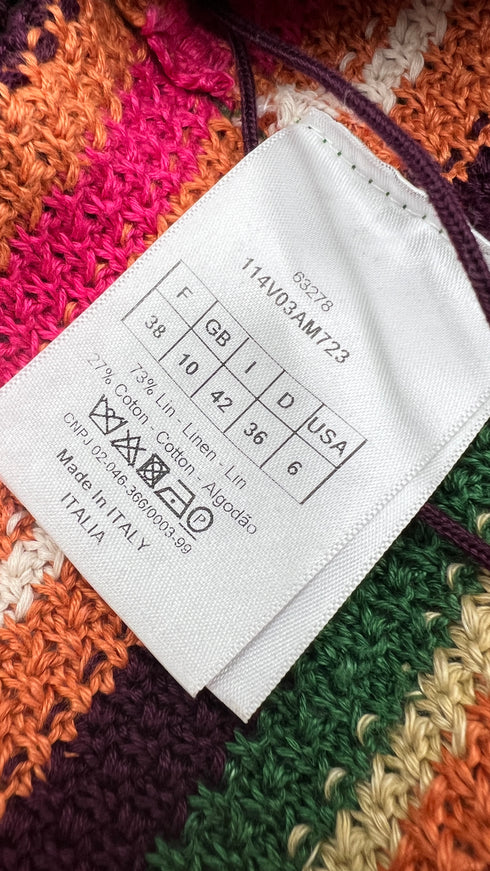 63278
114V03AM723
F GB I D USA
38 10 42 36 6
73% Lin - Linen - Lin
27% Coton - Cotton - Algodão
P
CNPJ 02.046.366/0003-99
Made In ITALY
ITALIA